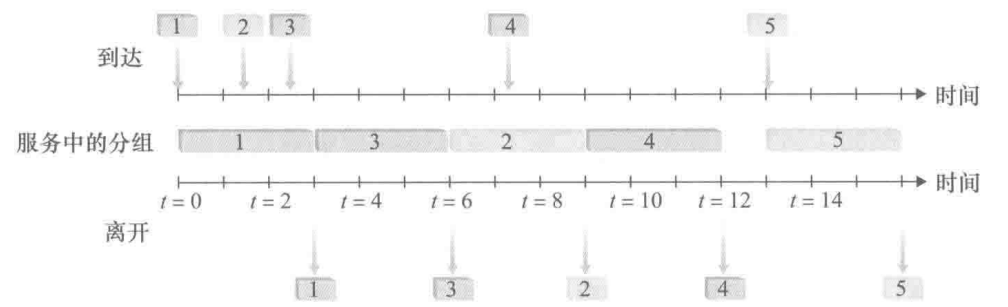 1 2 3 4 5
到达
时间
服务中的分组 1 3 2 4 5
时间
t = 0 t = 2 t = 4 t = 6 t = 8 t = 10 t = 12 t = 14
离开
1 3 2 4 5